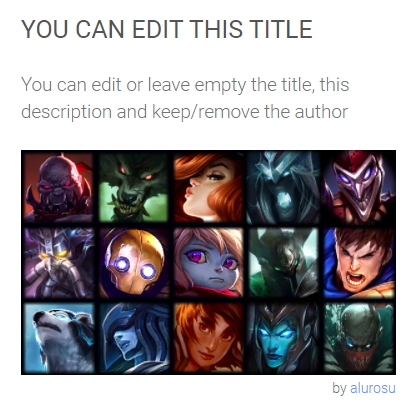 YOU CAN EDIT THIS TITLE
You can edit or leave empty the title, this
description and keep/remove the author
by alurosu